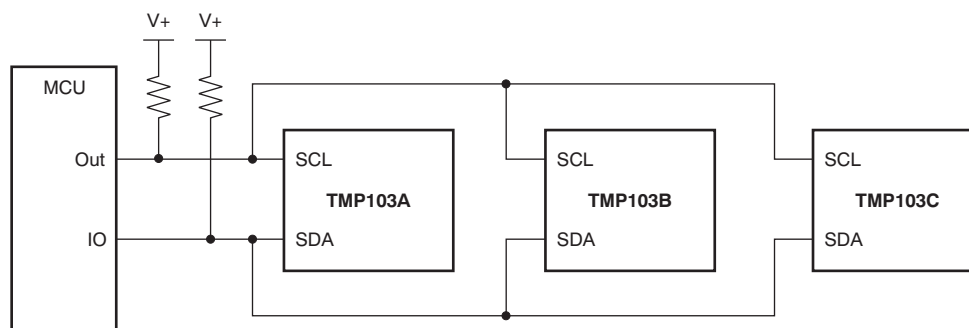 V+ V+
MCU
Out SCL SCL SCL
TMP103A TMP103B TMP103C
IO SDA SDA SDA